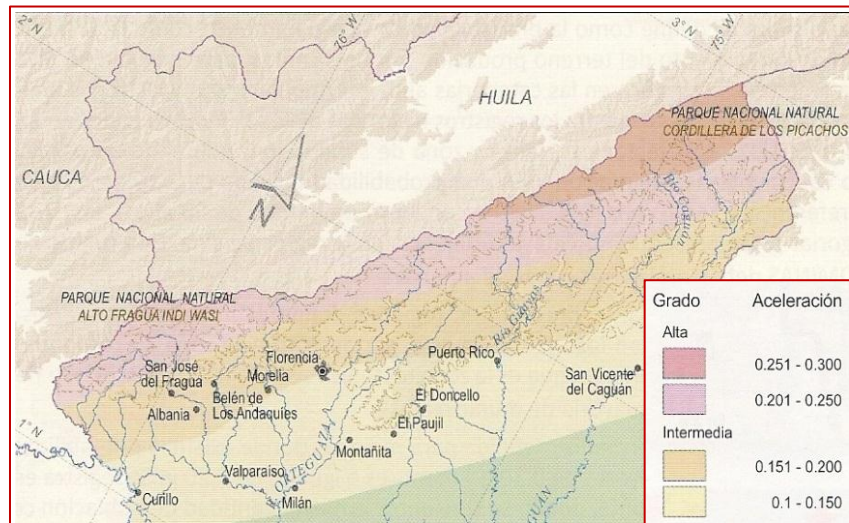 2° N
76° W
3° N
75° W
HUILA
PARQUE NACIONAL NATURAL
CORDILLERA DE LOS PICACHOS
CAUCA
N
Río Caguán
PARQUE NACIONAL NATURAL
ALTO FRAGUA INDI WASI
Río Guayas
Florencia
Puerto Rico
San José
del Fragua
Morelia
San Vicente
del Caguán
Belén de
Los Andaquíes
Albania
El Doncello
El Paujil
1° N
Montañita
ORTEGUAZA
Valparaíso
Curillo
Milán
Grado Aceleración
Alta
0.251 - 0.300
0.201 - 0.250
Intermedia
0.151 - 0.200
0.1 - 0.150